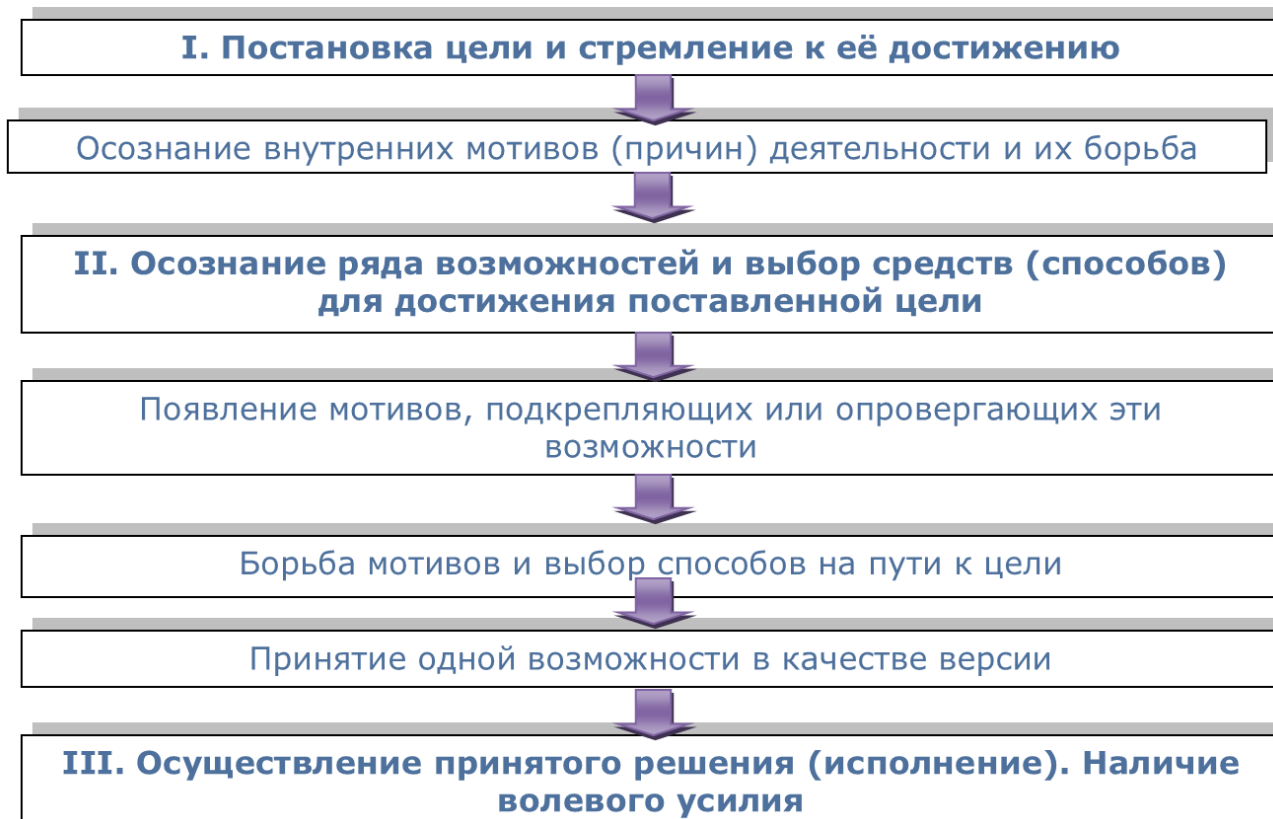 I. Постановка цели и стремление к её достижению
Осознание внутренних мотивов (причин) деятельности и их борьба
II. Осознание ряда возможностей и выбор средств (способов)
для достижения поставленной цели
Появление мотивов, подкрепляющих или опровергающих эти
возможности
Борьба мотивов и выбор способов на пути к цели
Принятие одной возможности в качестве версии
III. Осуществление принятого решения (исполнение). Наличие
волевого усилия